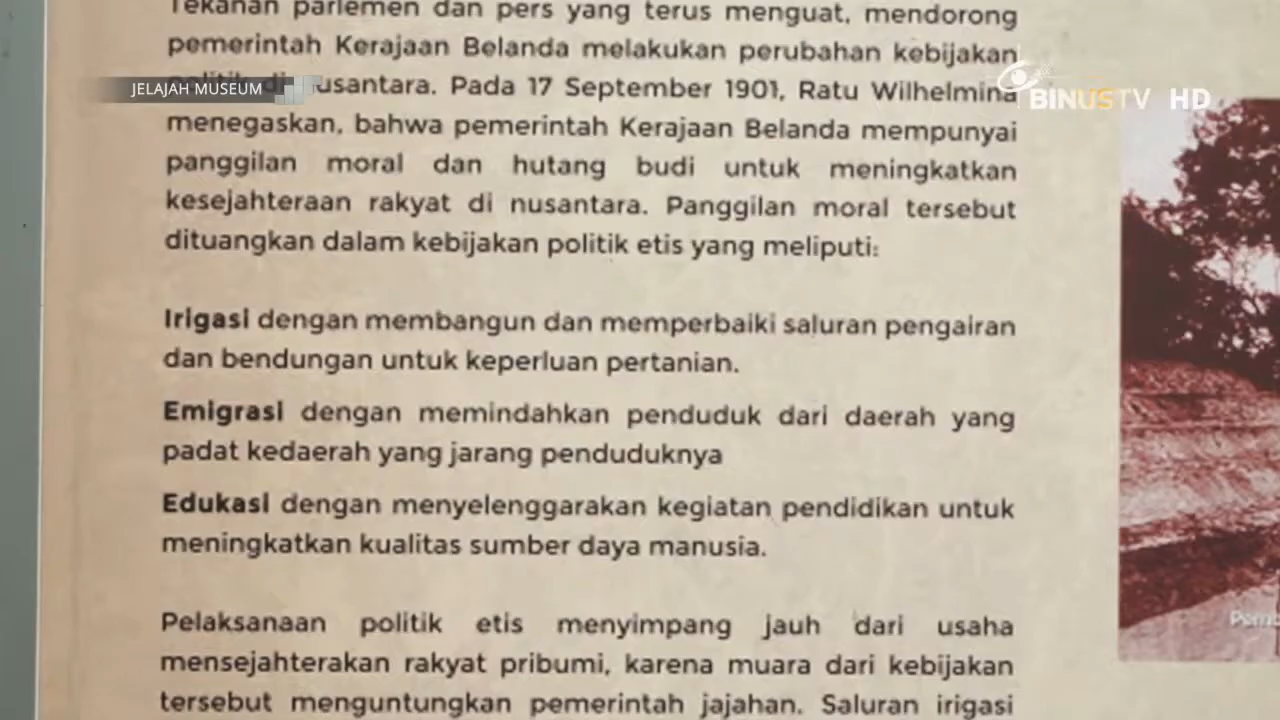 Tekanan parlemen dan pers yang terus menguat, mendorong
pemerintah Kerajaan Belanda melakukan perubahan kebijakan
politik di nusantara. Pada 17 September 1901, Ratu Wilhelmina
menegaskan, bahwa pemerintah Kerajaan Belanda mempunyai
panggilan moral dan hutang budi untuk meningkatkan
kesejahteraan rakyat di nusantara. Panggilan moral tersebut
dituangkan dalam kebijakan politik etis yang meliputi:
Irigasi dengan membangun dan memperbaiki saluran pengairan
dan bendungan untuk keperluan pertanian.
Emigrasi dengan memindahkan penduduk dari daerah yang
padat kedaerah yang jarang penduduknya
Edukasi dengan menyelenggarakan kegiatan pendidikan untuk
meningkatkan kualitas sumber daya manusia.
Pelaksanaan politik etis menyimpang jauh dari usaha
mensejahterakan rakyat pribumi, karena muara dari kebijakan
tersebut menguntungkan pemerintah jajahan. Saluran irigasi
JELAJAH MUSEUM
BINUSTV HD